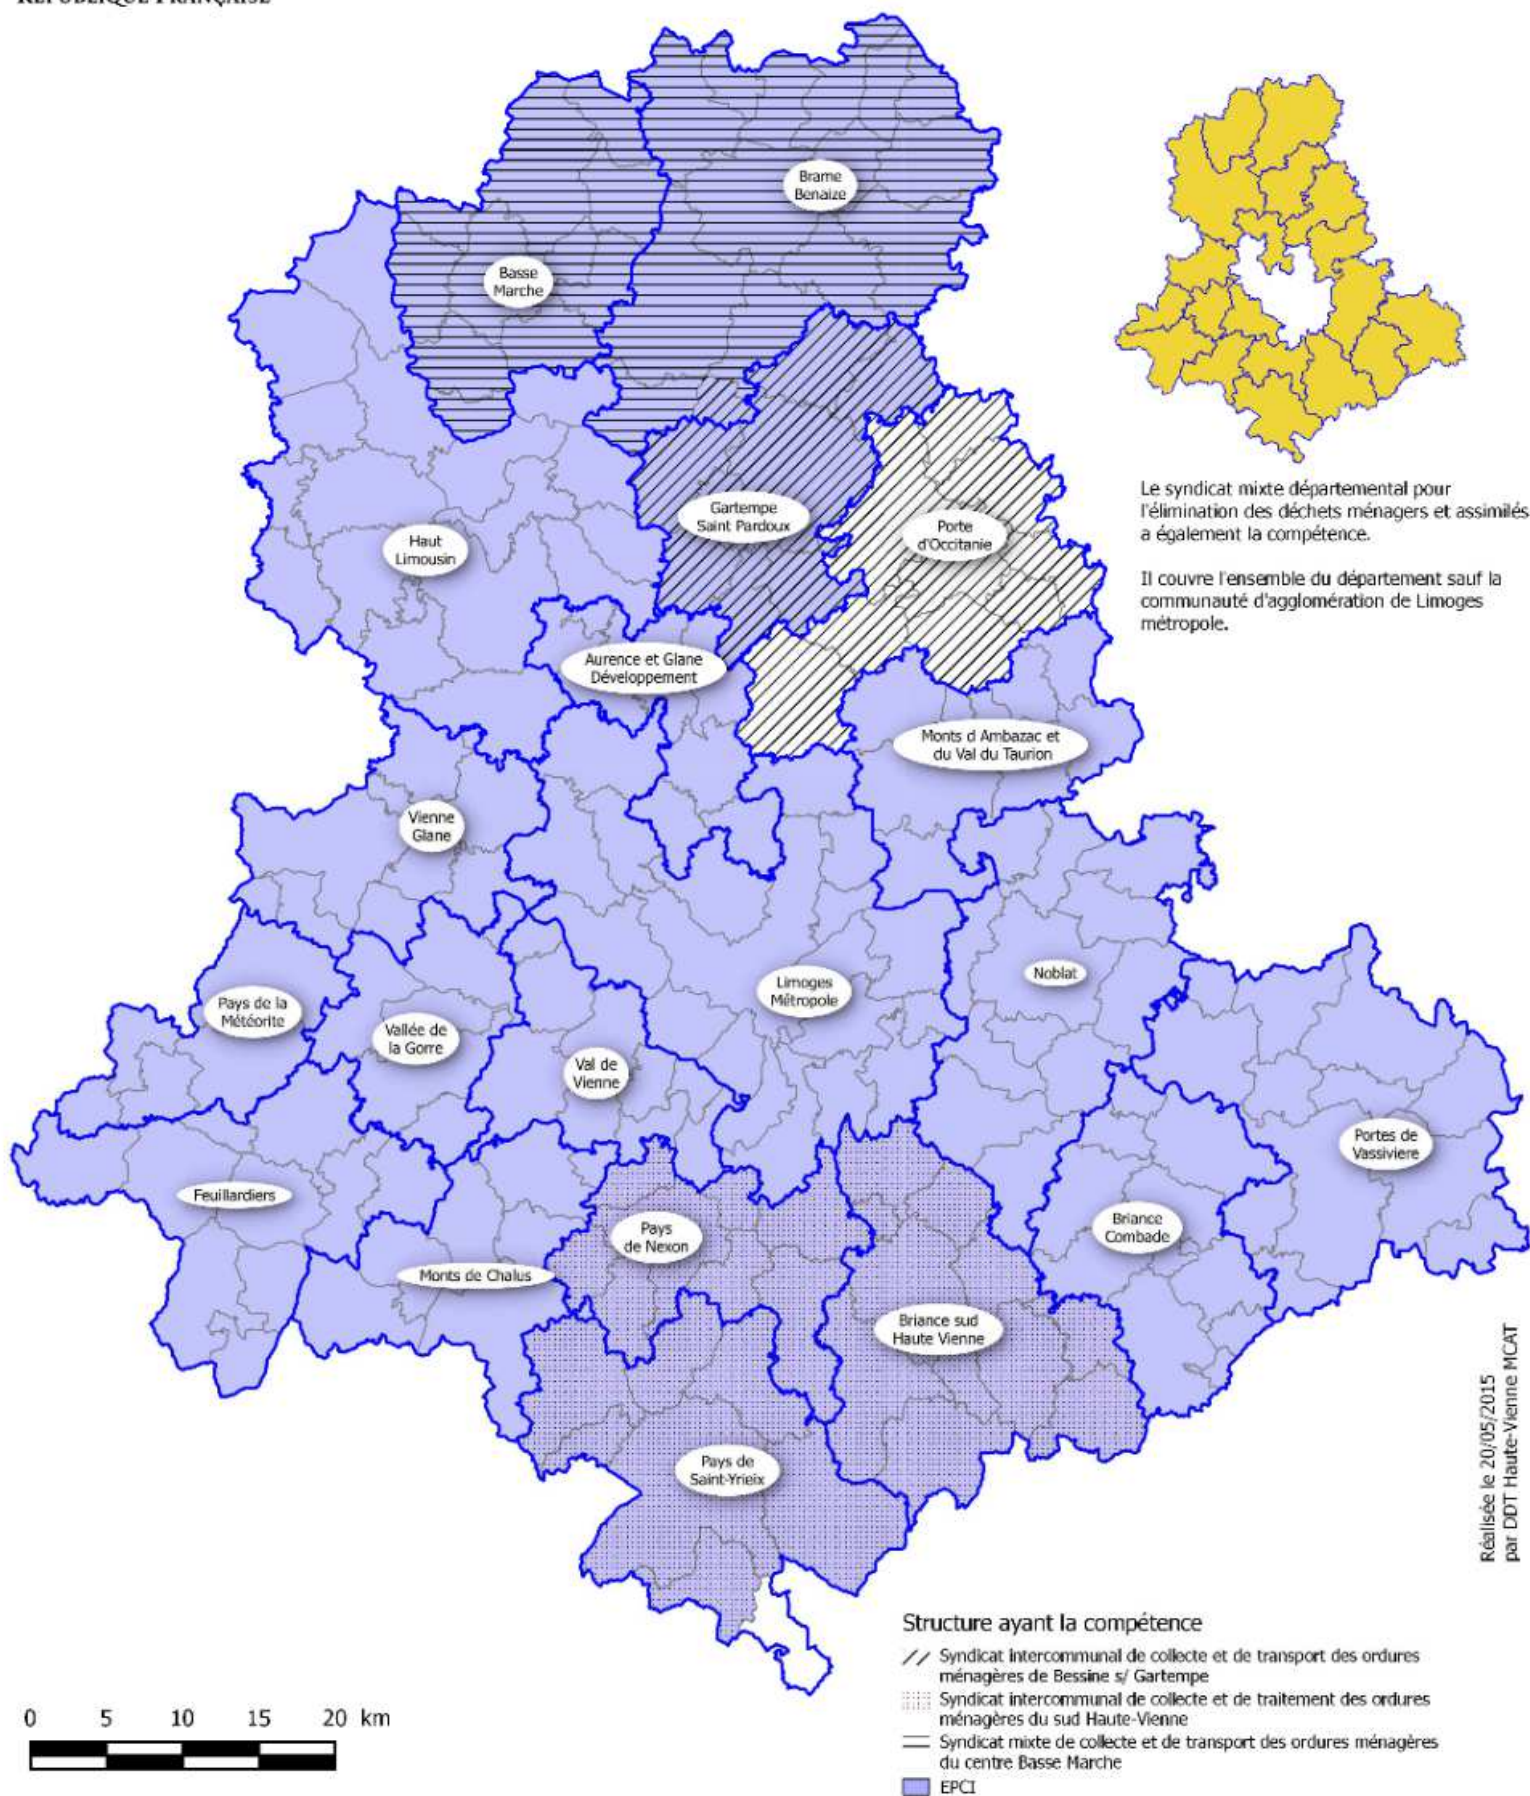 RÉPUBLIQUE FRANÇAISE
Brame
Benaize
Basse
Marche
Le syndicat mixte départemental pour
l'élimination des déchets ménagers et assimilés
a également la compétence.
Il couvre l'ensemble du département sauf la
communauté d'agglomération de Limoges
métropole.
Gartempe
Saint Pardoux
Porte
d'Occitanie
Haut
Limousin
Aurence et Glane
Développement
Monts d Ambazac et
du Val du Taurion
Vienne
Glane
Limoges
Métropole
Noblat
Pays de la
Météorite
Vallée de
la Gorre
Val de
Vienne
Portes de
Vassiviere
Feuillardiers
Pays
de Nexon
Briance
Combade
Monts de Chalus
Briance sud
Haute Vienne
Pays de
Saint-Yrieix
Réalisée le 20/05/2015
par DDT Haute-Vienne MCAT
Structure ayant la compétence
Syndicat intercommunal de collecte et de transport des ordures
ménagères de Bessine s/ Gartempe
Syndicat intercommunal de collecte et de traitement des ordures
ménagères du sud Haute-Vienne
Syndicat mixte de collecte et de transport des ordures ménagères
du centre Basse Marche
EPCI
0 5 10 15 20 km